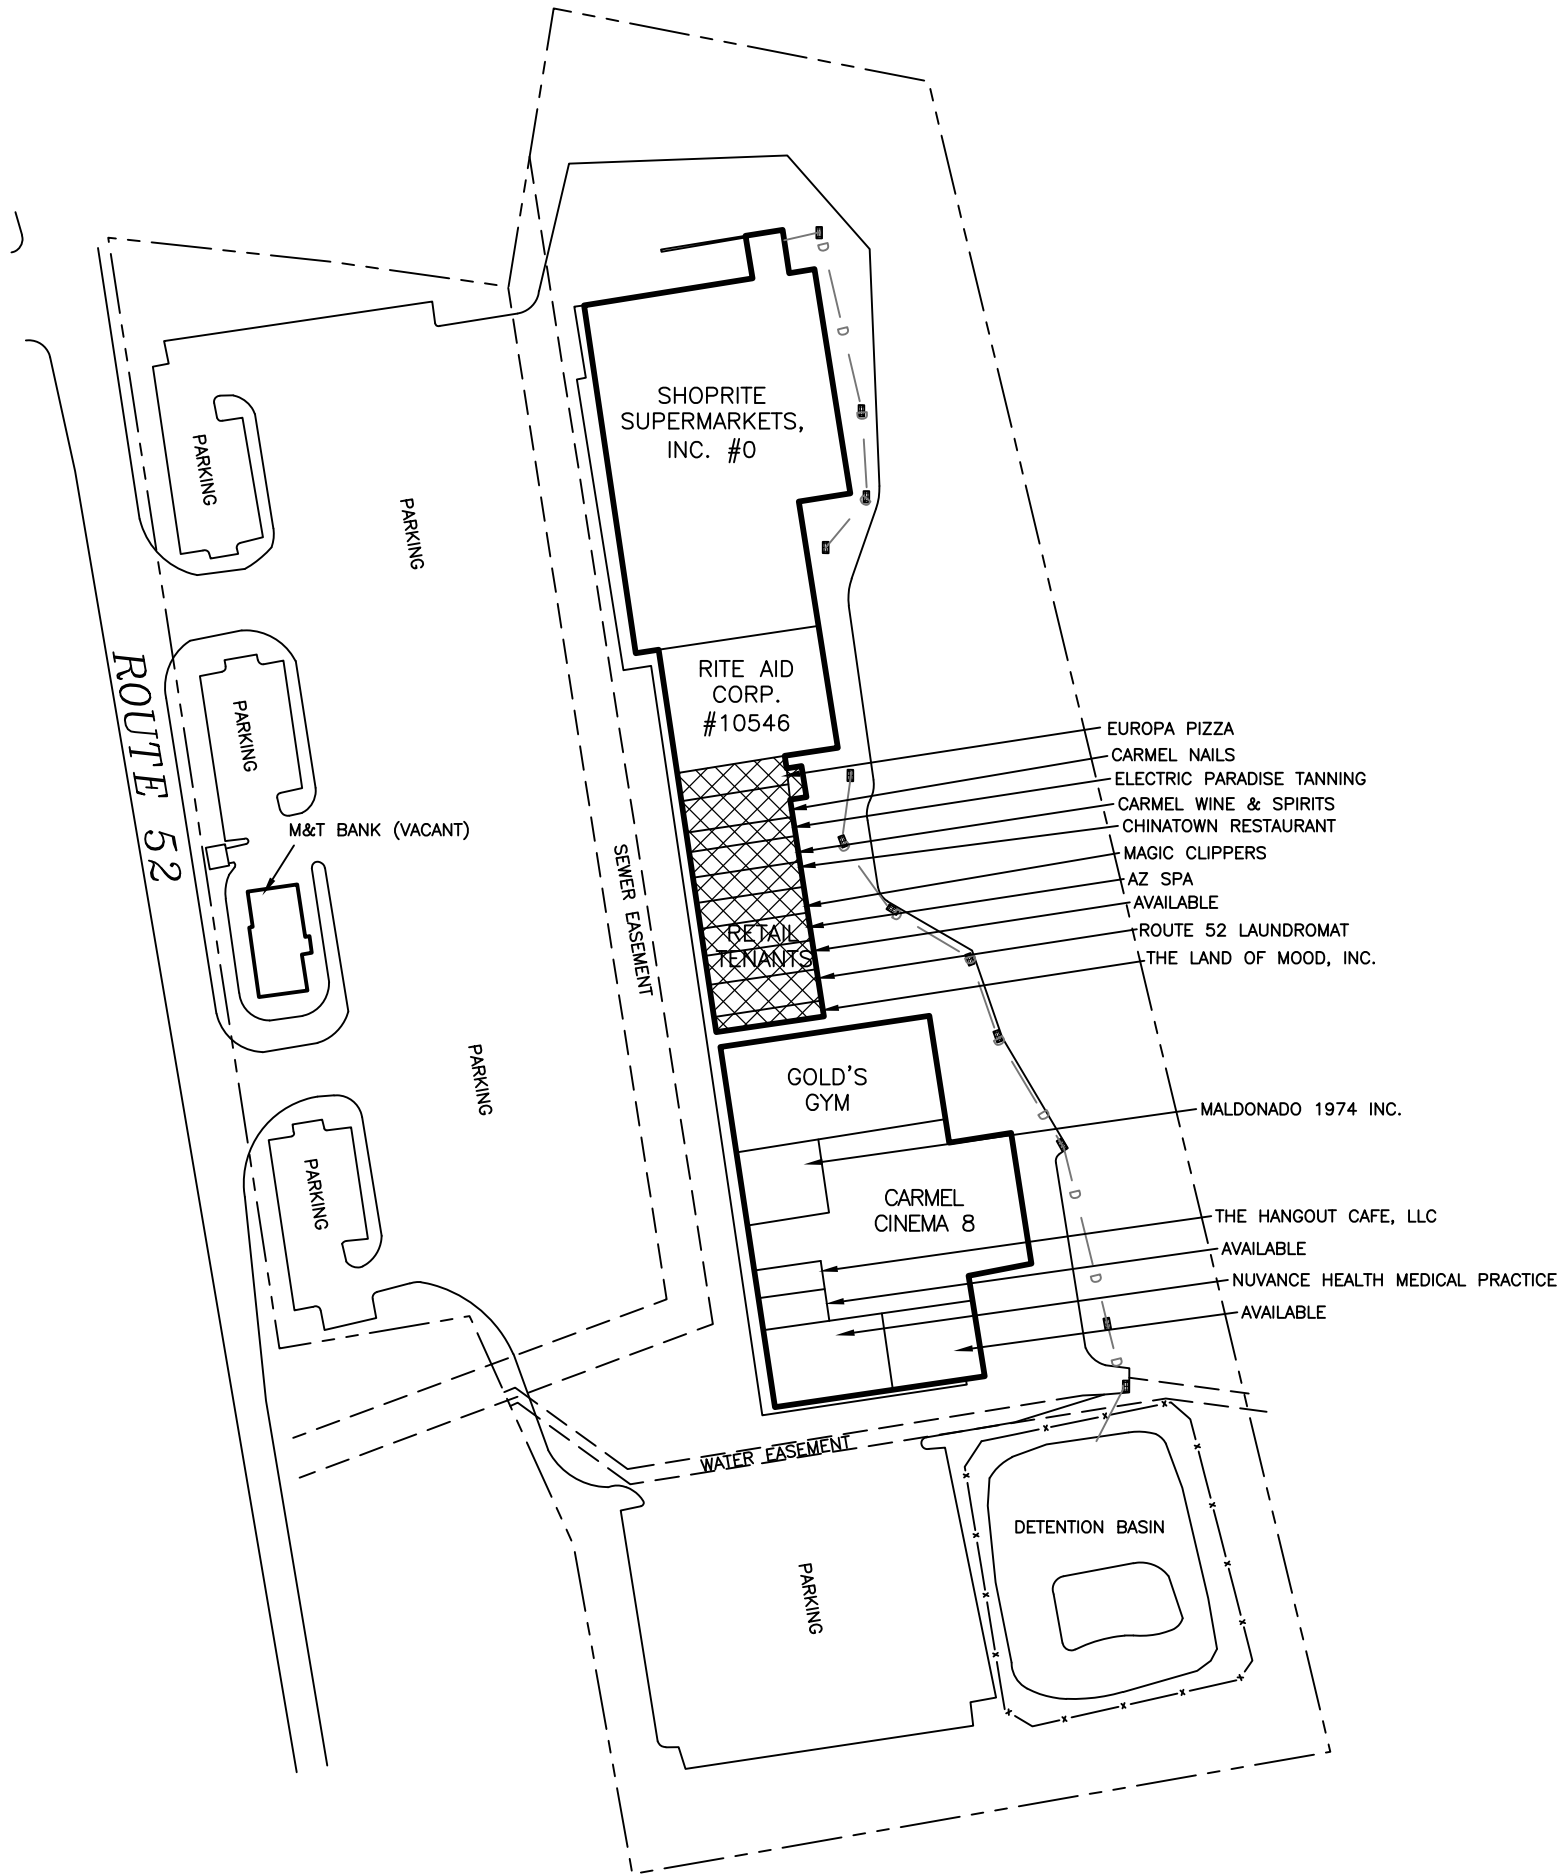 SHOPRITE
SUPERMARKETS,
INC. #0
PARKING
PARKING
RITE AID
CORP.
#10546
ROUTE 52
PARKING
EUROPA PIZZA
CARMEL NAILS
ELECTRIC PARADISE TANNING
CARMEL WINE & SPIRITS
CHINATOWN RESTAURANT
MAGIC CLIPPERS
AZ SPA
AVAILABLE
ROUTE 52 LAUNDROMAT
THE LAND OF MOOD, INC.
M&T BANK (VACANT)
SEWER EASEMENT
RETAIL
TENANTS
PARKING
GOLD'S
GYM
MALDONADO 1974 INC.
PARKING
CARMEL
CINEMA 8
THE HANGOUT CAFE, LLC
AVAILABLE
NUVANCE HEALTH MEDICAL PRACTICE
AVAILABLE
WATER EASEMENT
DETENTION BASIN
PARKING
D
D
D
D
D
D